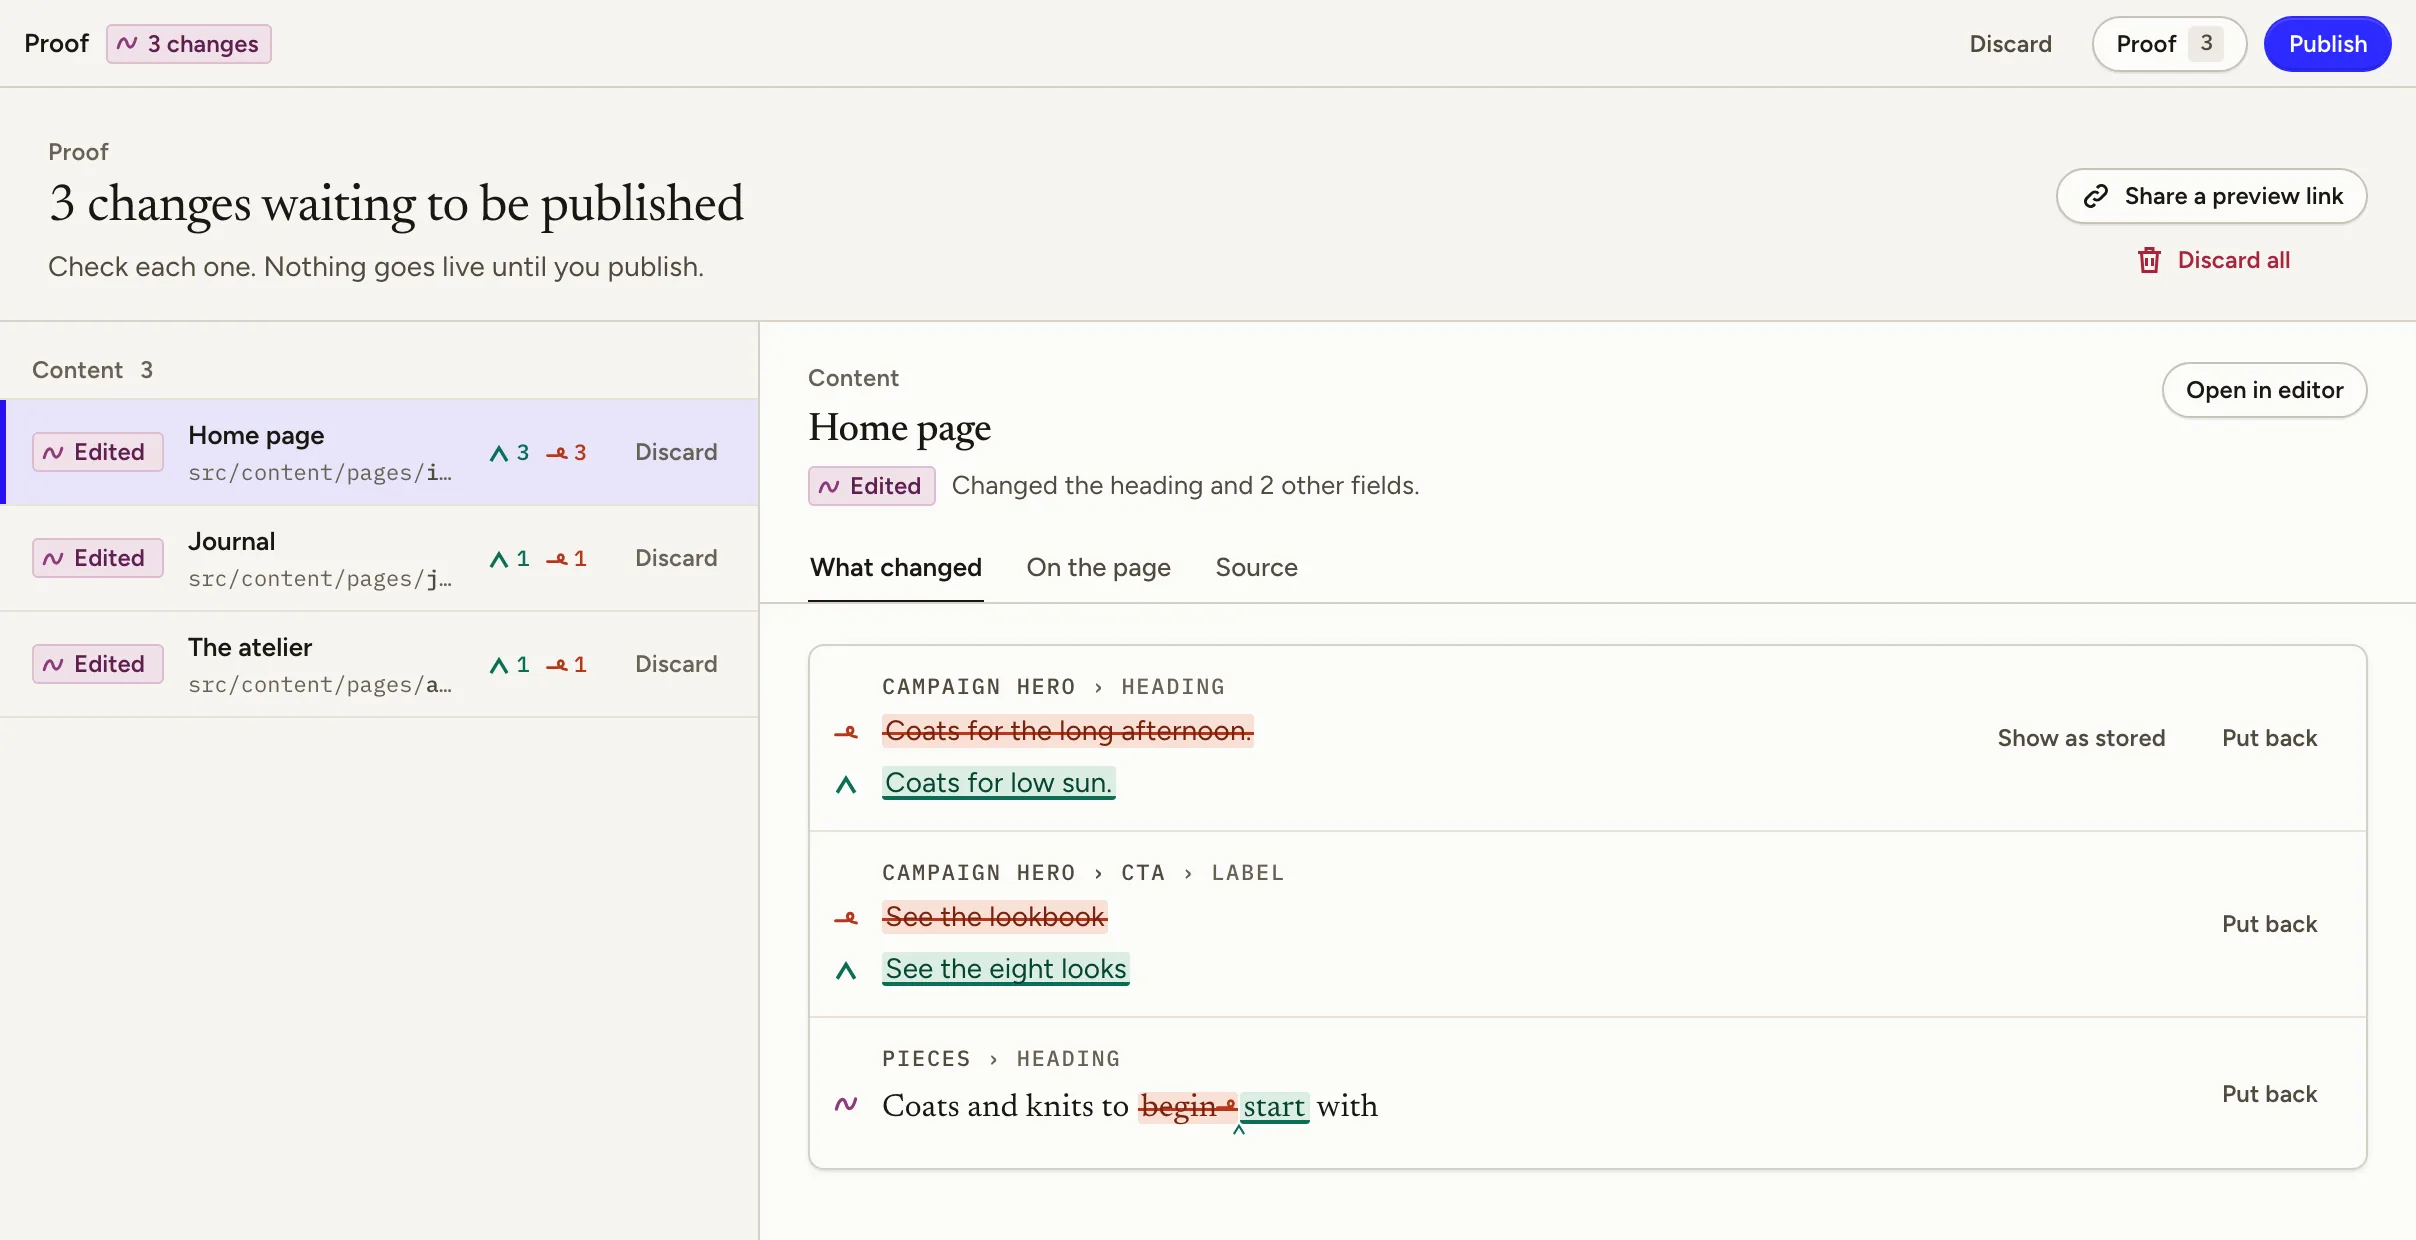 Proof 3 changes Discard Proof 3 Publish
Proof
3 changes waiting to be published
Check each one. Nothing goes live until you publish.
Share a preview link
Discard all
Content 3
Edited Home page 3 3 Discard
src/content/pages/i…
Edited Journal 1 1 Discard
src/content/pages/j…
Edited The atelier 1 1 Discard
src/content/pages/a…
Content
Home page
Open in editor
Edited Changed the heading and 2 other fields.
What changed On the page Source
CAMPAIGN HERO › HEADING
Coats for the long afternoon.
Coats for low sun.
Show as stored Put back
CAMPAIGN HERO › CTA › LABEL
See the lookbook
See the eight looks
Put back
PIECES › HEADING
Coats and knits to begin start with
Put back